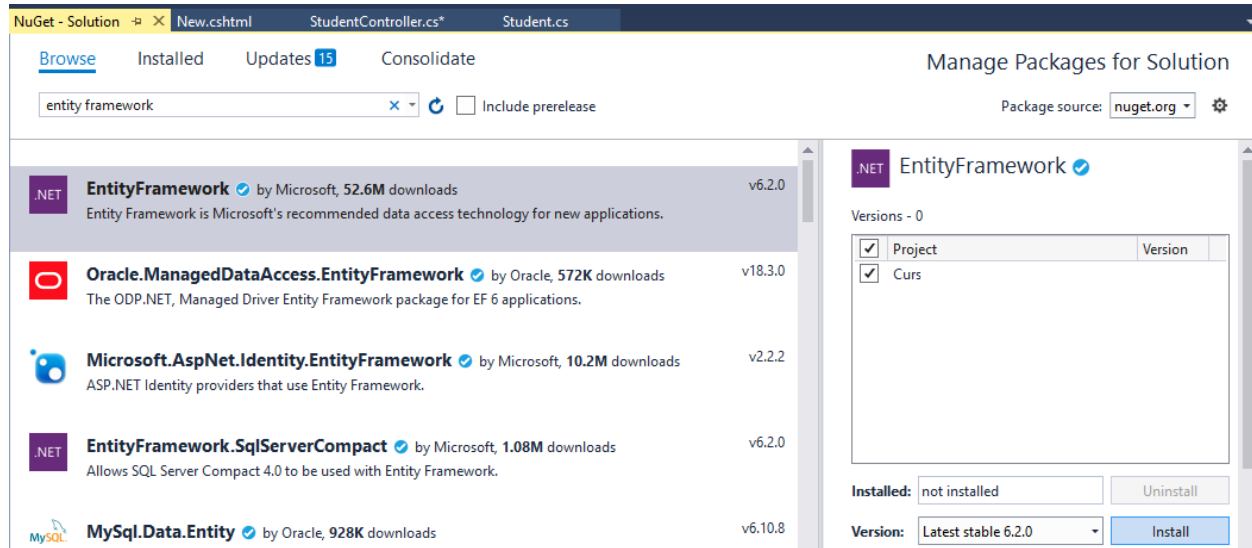 NuGet - Solution New.cshtml StudentController.cs* Student.cs
Browse Installed Updates 15 Consolidate
Manage Packages for Solution
entity framework
Include prerelease
Package source: nuget.org
.NET
EntityFramework by Microsoft, 52.6M downloads
v6.2.0
Entity Framework is Microsoft's recommended data access technology for new applications.
Oracle.ManagedDataAccess.EntityFramework by Oracle, 572K downloads
v18.3.0
The ODP.NET, Managed Driver Entity Framework package for EF 6 applications.
Microsoft.AspNet.Identity.EntityFramework by Microsoft, 10.2M downloads
v2.2.2
ASP.NET Identity providers that use Entity Framework.
.NET
EntityFramework.SqlServerCompact by Microsoft, 1.08M downloads
v6.2.0
Allows SQL Server Compact 4.0 to be used with Entity Framework.
MySQL
MySql.Data.Entity by Oracle, 928K downloads
v6.10.8
.NET
EntityFramework
Versions - 0
Project Version
Curs
Installed: not installed Uninstall
Version: Latest stable 6.2.0 Install